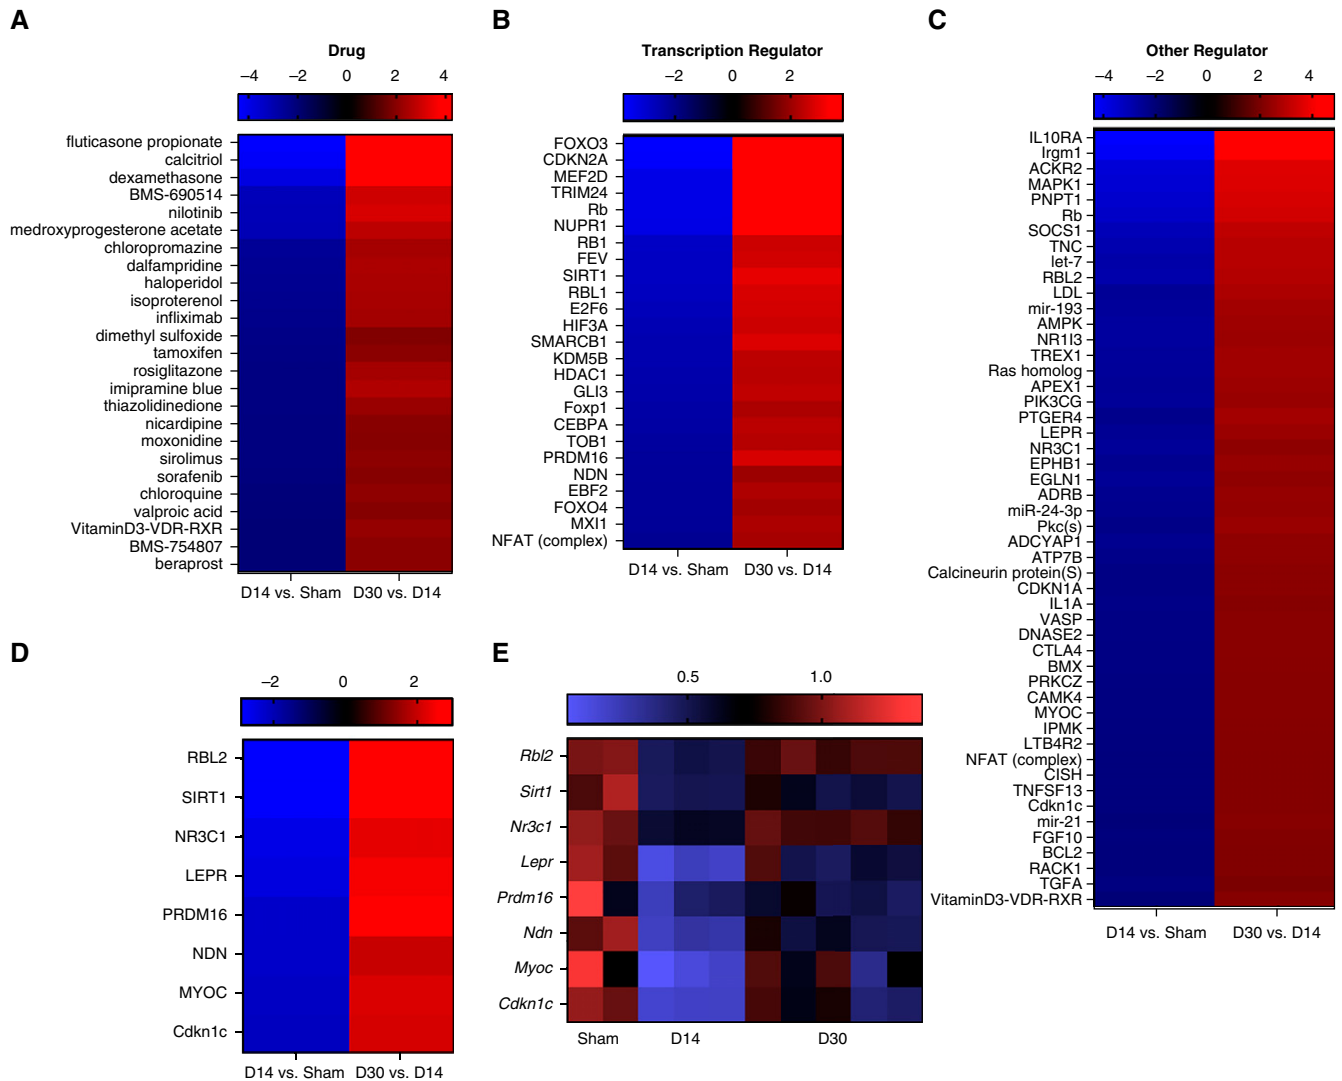 A
Drug
−4 −2 0 2 4
fluticasone propionate
calcitriol
dexamethasone
BMS-690514
nilotinib
medroxyprogesterone acetate
chloropromazine
dalfampridine
haloperidol
isoproterenol
infliximab
dimethyl sulfoxide
tamoxifen
rosiglitazone
imipramine blue
thiazolidinedione
nicardipine
moxonidine
sirolimus
sorafenib
chloroquine
valproic acid
VitaminD3-VDR-RXR
BMS-754807
beraprost
D14 vs. Sham D30 vs. D14
B
Transcription Regulator
−2 0 2
FOXO3
CDKN2A
MEF2D
TRIM24
Rb
NUPR1
RB1
FEV
SIRT1
RBL1
E2F6
HIF3A
SMARCB1
KDM5B
HDAC1
GLI3
Foxp1
CEBPA
TOB1
PRDM16
NDN
EBF2
FOXO4
MXI1
NFAT (complex)
D14 vs. Sham D30 vs. D14
C
Other Regulator
−4 −2 0 2 4
IL10RA
Irgm1
ACKR2
MAPK1
PNPT1
Rb
SOCS1
TNC
let-7
RBL2
LDL
mir-193
AMPK
NR1I3
TREX1
Ras homolog
APEX1
PIK3CG
PTGER4
LEPR
NR3C1
EPHB1
EGLN1
ADRB
miR-24-3p
Pkc(s)
ADCYAP1
ATP7B
Calcineurin protein(S)
CDKN1A
IL1A
VASP
DNASE2
CTLA4
BMX
PRKCZ
CAMK4
MYOC
IPMK
LTB4R2
NFAT (complex)
CISH
TNFSF13
Cdkn1c
mir-21
FGF10
BCL2
RACK1
TGFA
VitaminD3-VDR-RXR
D14 vs. Sham D30 vs. D14
D
−2 0 2
RBL2
SIRT1
NR3C1
LEPR
PRDM16
NDN
MYOC
Cdkn1c
D14 vs. Sham D30 vs. D14
E
0.5 1.0
Rbl2
Sirt1
Nr3c1
Lepr
Prdm16
Ndn
Myoc
Cdkn1c
Sham D14 D30